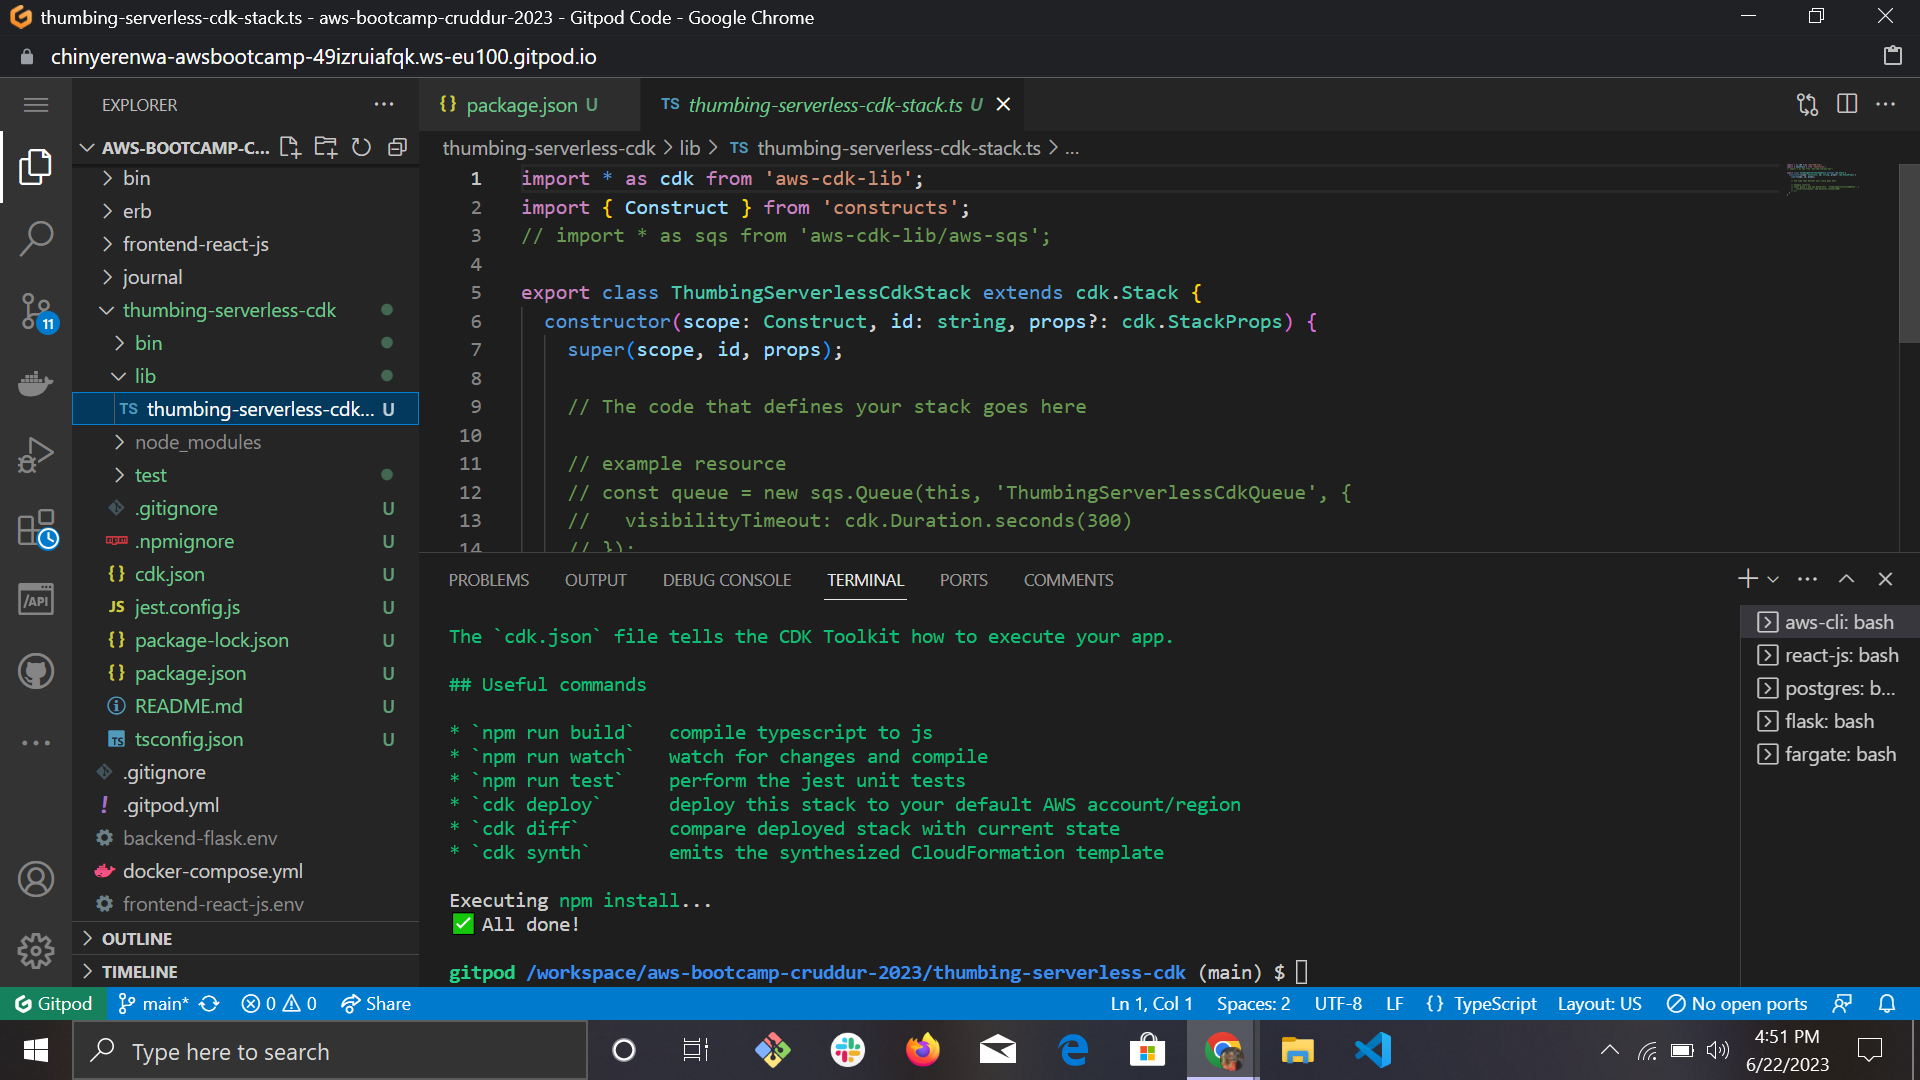 thumbing-serverless-cdk-stack.ts - aws-bootcamp-cruddur-2023 - Gitpod Code - Google Chrome
chinyerenwa-awsbootcamp-49izruiafqk.ws-eu100.gitpod.io
EXPLORER
AWS-BOOTCAMP-C...
bin
erb
frontend-react-js
journal
thumbing-serverless-cdk
bin
lib
TS thumbing-serverless-cdk... U
node_modules
test
.gitignore U
npm .npmignore U
{} cdk.json U
JS jest.config.js U
{} package-lock.json U
{} package.json U
README.md U
TS tsconfig.json U
.gitignore
! .gitpod.yml
backend-flask.env
docker-compose.yml
frontend-react-js.env
OUTLINE
TIMELINE
11
/API
{} package.json U
TS thumbing-serverless-cdk-stack.ts U
thumbing-serverless-cdk > lib > TS thumbing-serverless-cdk-stack.ts > ...
1 import * as cdk from 'aws-cdk-lib';
2 import { Construct } from 'constructs';
3 // import * as sqs from 'aws-cdk-lib/aws-sqs';
4
5 export class ThumbingServerlessCdkStack extends cdk.Stack {
6 constructor(scope: Construct, id: string, props?: cdk.StackProps) {
7 super(scope, id, props);
8
9 // The code that defines your stack goes here
10
11 // example resource
12 // const queue = new sqs.Queue(this, 'ThumbingServerlessCdkQueue', {
13 // visibilityTimeout: cdk.Duration.seconds(300)
14 // });
PROBLEMS OUTPUT DEBUG CONSOLE TERMINAL PORTS COMMENTS
The `cdk.json` file tells the CDK Toolkit how to execute your app.
## Useful commands
* `npm run build` compile typescript to js
* `npm run watch` watch for changes and compile
* `npm run test` perform the jest unit tests
* `cdk deploy` deploy this stack to your default AWS account/region
* `cdk diff` compare deployed stack with current state
* `cdk synth` emits the synthesized CloudFormation template
Executing npm install...
✅ All done!
gitpod /workspace/aws-bootcamp-cruddur-2023/thumbing-serverless-cdk (main) $
aws-cli: bash
react-js: bash
postgres: b...
flask: bash
fargate: bash
Gitpod main* 0 0 Share Ln 1, Col 1 Spaces: 2 UTF-8 LF {} TypeScript Layout: US No open ports
Type here to search
4:51 PM
6/22/2023